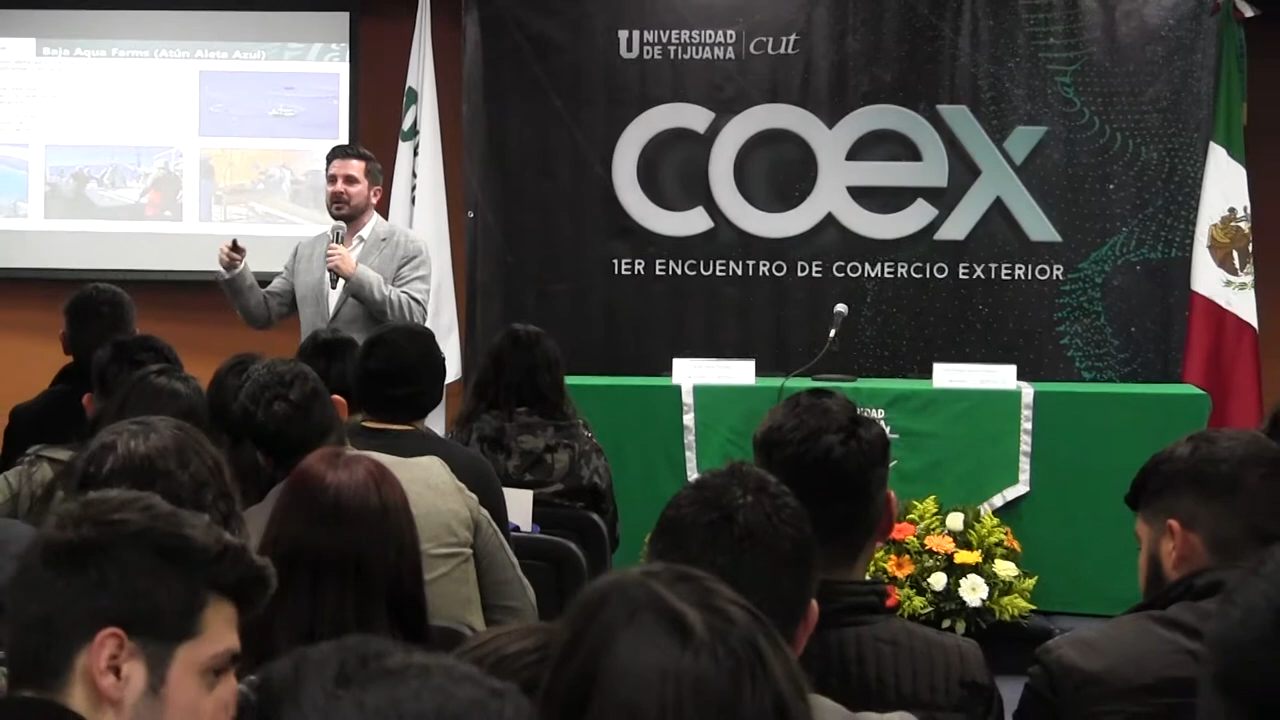 Baja Aqua Farms (Atún Aleta Azul)
UNIVERSIDAD
DE TIJUANA
cut
coex
1ER ENCUENTRO DE COMERCIO EXTERIOR